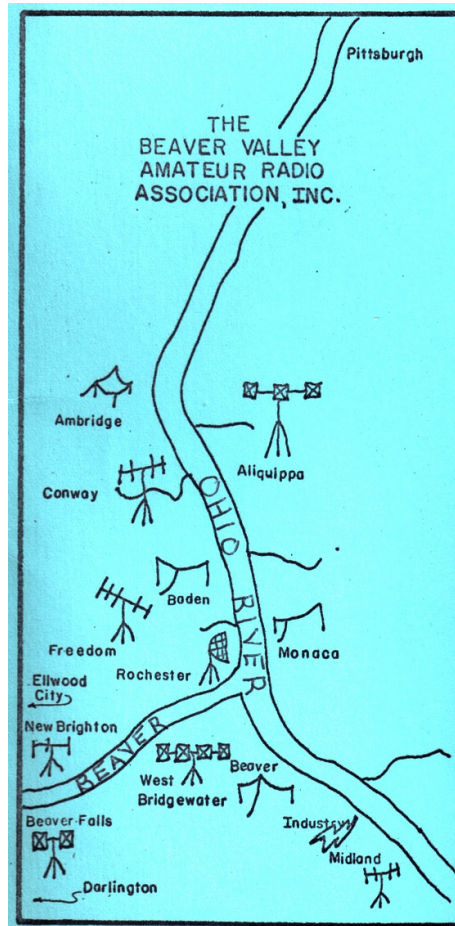 Pittsburgh
THE
BEAVER VALLEY
AMATEUR RADIO
ASSOCIATION, INC.
Ambridge
Aliquippa
Conway
OHIO RIVER
Baden
Freedom
Monaca
Rochester
Ellwood
City
New Brighton
BEAVER
West
Bridgewater
Beaver
Beaver Falls
Industry
Midland
Darlington